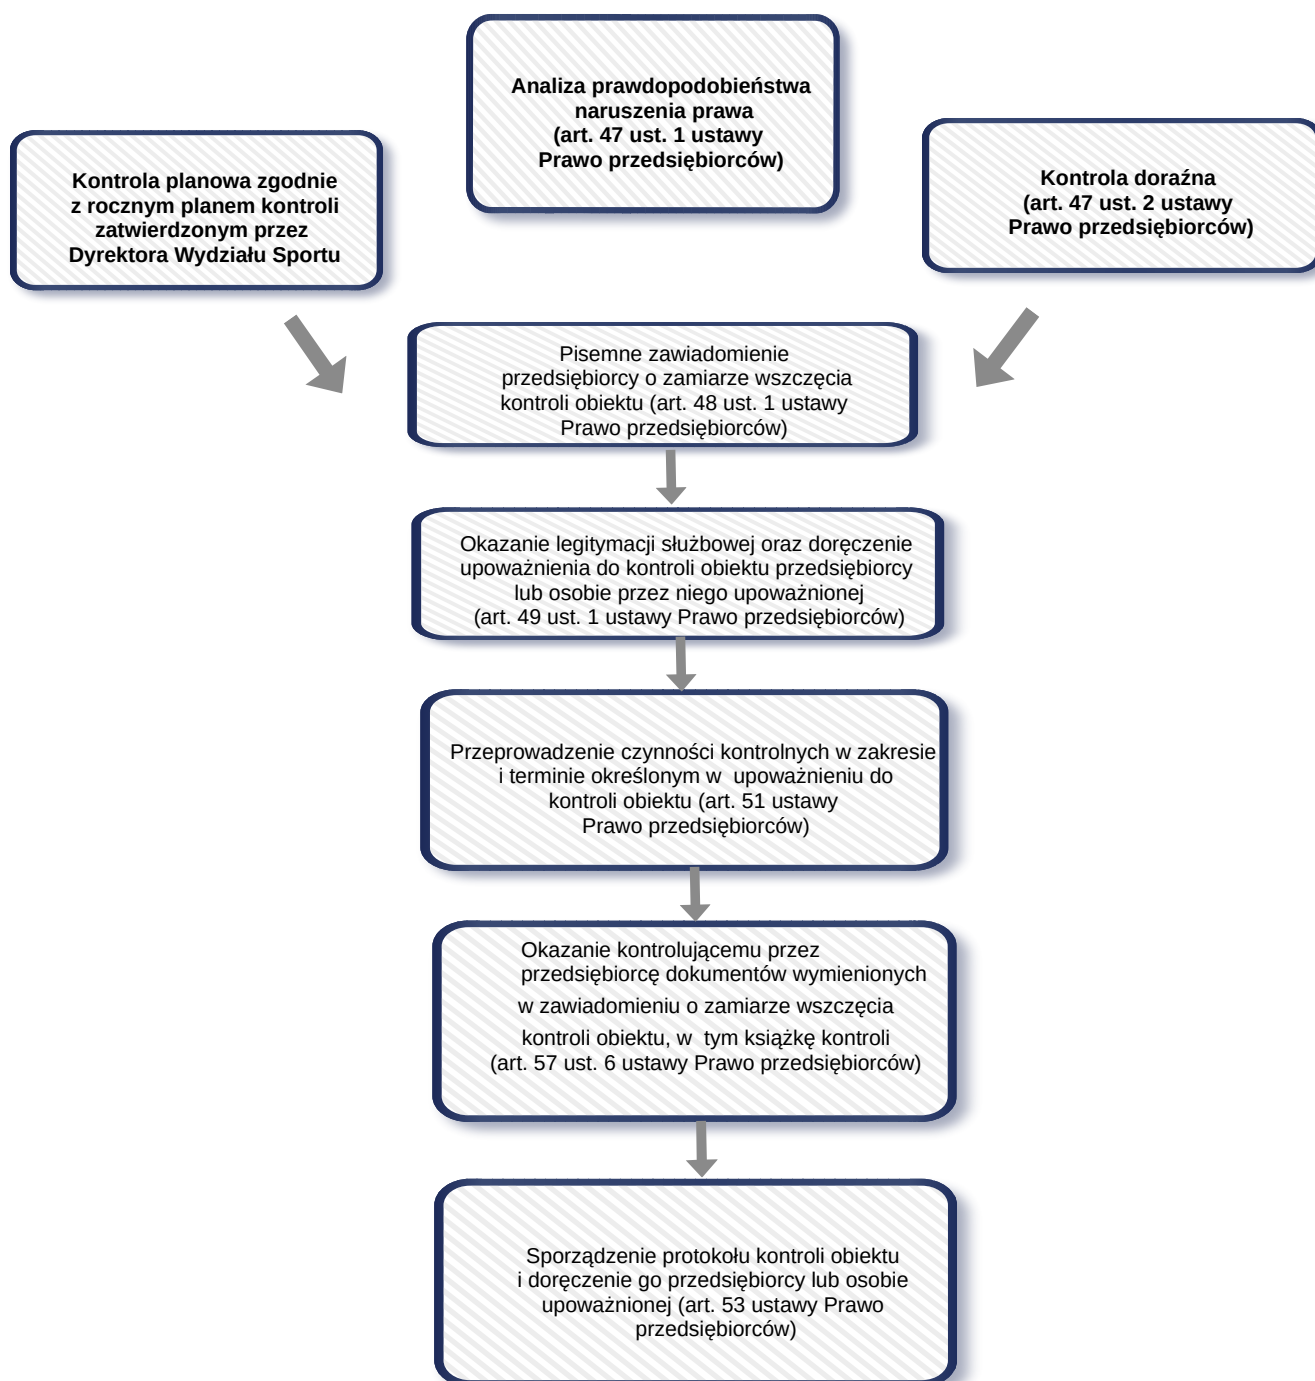 Analiza prawdopodobieństwa
naruszenia prawa
(art. 47 ust. 1 ustawy
Prawo przedsiębiorców)
Kontrola planowa zgodnie
z rocznym planem kontroli
zatwierdzonym przez
Dyrektora Wydziału Sportu
Kontrola doraźna
(art. 47 ust. 2 ustawy
Prawo przedsiębiorców)
Pisemne zawiadomienie
przedsiębiorcy o zamiarze wszczęcia
kontroli obiektu (art. 48 ust. 1 ustawy
Prawo przedsiębiorców)
Okazanie legitymacji służbowej oraz doręczenie
upoważnienia do kontroli obiektu przedsiębiorcy
lub osobie przez niego upoważnionej
(art. 49 ust. 1 ustawy Prawo przedsiębiorców)
Przeprowadzenie czynności kontrolnych w zakresie
i terminie określonym w upoważnieniu do
kontroli obiektu (art. 51 ustawy
Prawo przedsiębiorców)
Okazanie kontrolującemu przez
przedsiębiorcę dokumentów wymienionych
w zawiadomieniu o zamiarze wszczęcia
kontroli obiektu, w tym książkę kontroli
(art. 57 ust. 6 ustawy Prawo przedsiębiorców)
Sporządzenie protokołu kontroli obiektu
i doręczenie go przedsiębiorcy lub osobie
upoważnionej (art. 53 ustawy Prawo
przedsiębiorców)